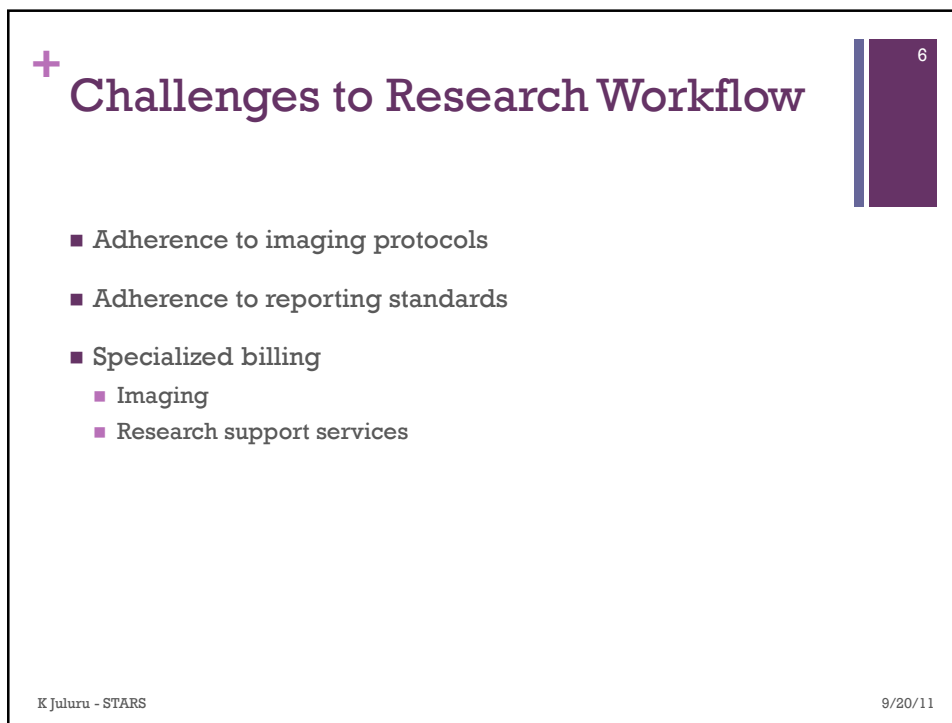 +
6
Challenges to Research Workflow
■ Adherence to imaging protocols
■ Adherence to reporting standards
■ Specialized billing
■ Imaging
■ Research support services
K Juluru - STARS
9/20/11